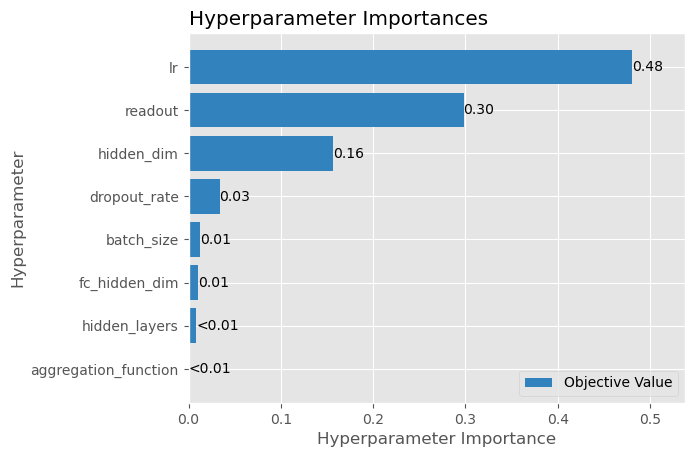 Hyperparameter Importances
Hyperparameter
lr
0.48
readout
0.30
hidden_dim
0.16
dropout_rate
0.03
batch_size
0.01
fc_hidden_dim
0.01
hidden_layers
<0.01
aggregation_function
<0.01
Objective Value
0.0 0.1 0.2 0.3 0.4 0.5
Hyperparameter Importance